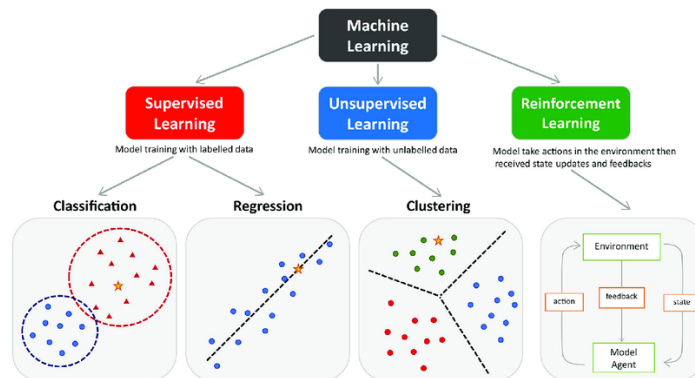 Machine
Learning
Supervised
Learning
Unsupervised
Learning
Reinforcement
Learning
Model training with labelled data
Model training with unlabelled data
Model take actions in the environment then
received state updates and feedbacks
Classification
Regression
Clustering
Environment
action
feedback
state
Model
Agent